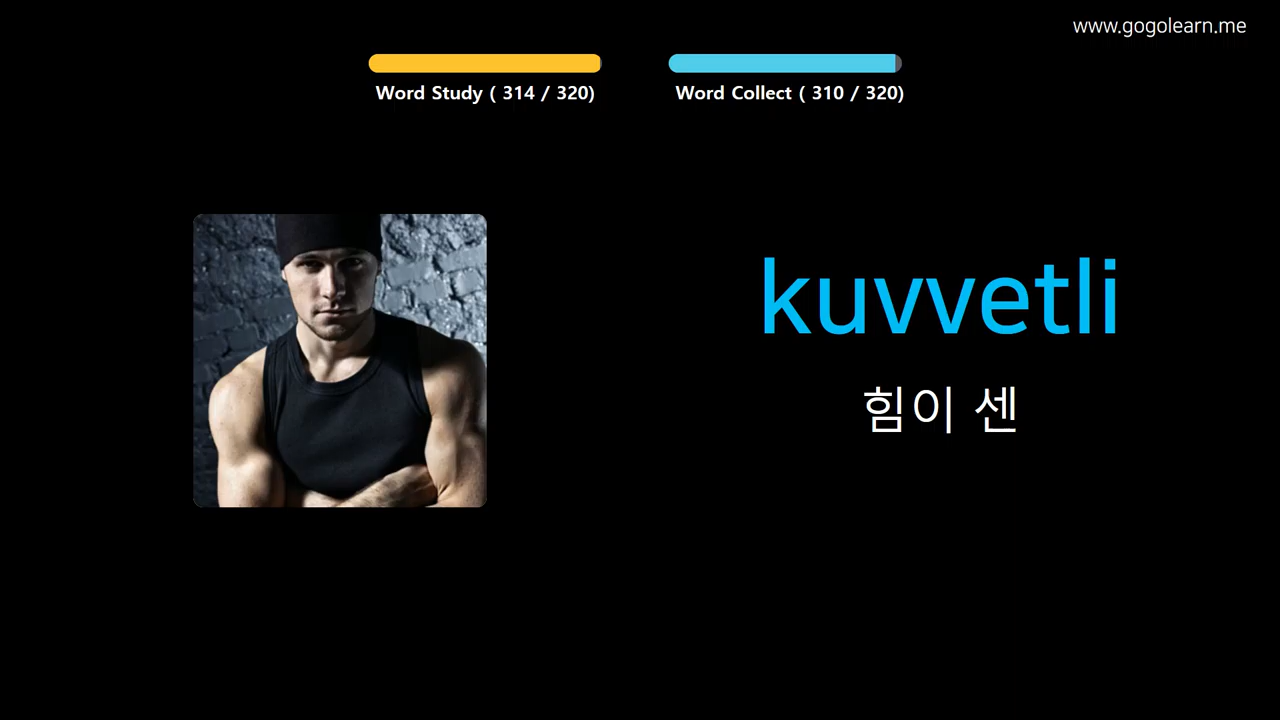 www.gogolearn.me
Word Study ( 314 / 320)
Word Collect ( 310 / 320)
kuvvetli
힘이 센